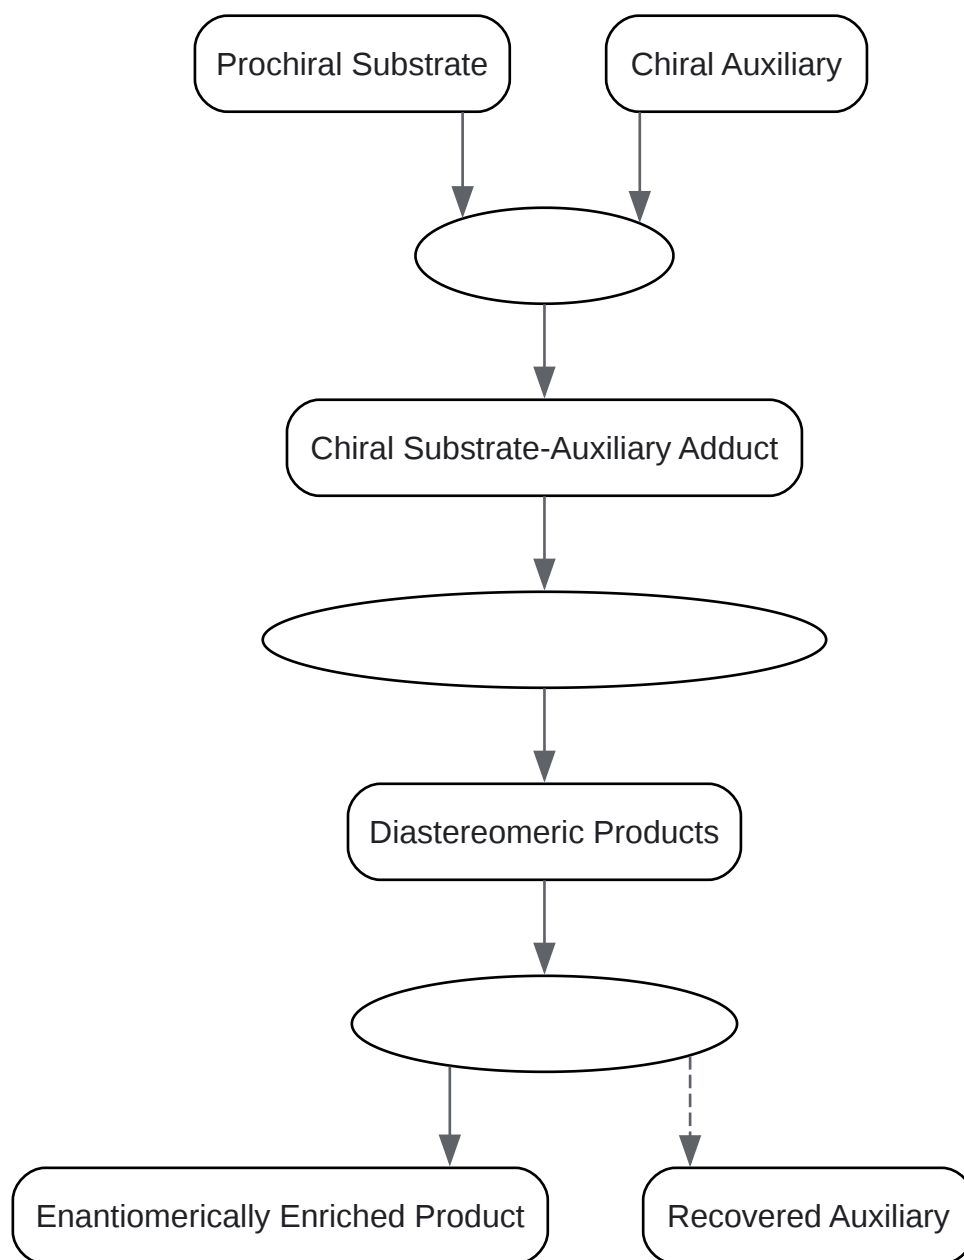 Prochiral Substrate
Chiral Auxiliary
Chiral Substrate-Auxiliary Adduct
Diastereomeric Products
Enantiomerically Enriched Product
Recovered Auxiliary